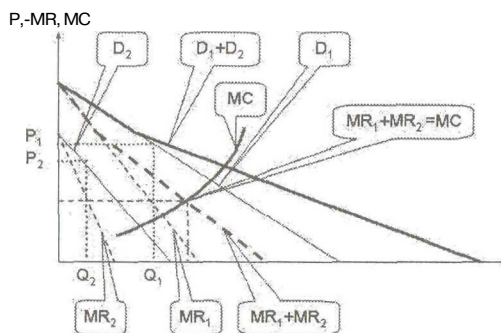 P,-MR, MC
D₂
D₁+D₂
D₁
MC
MR₁+MR₂=MC
P₁
P₂
Q₂
Q₁
MR₂
MR₁
MR₁+MR₂